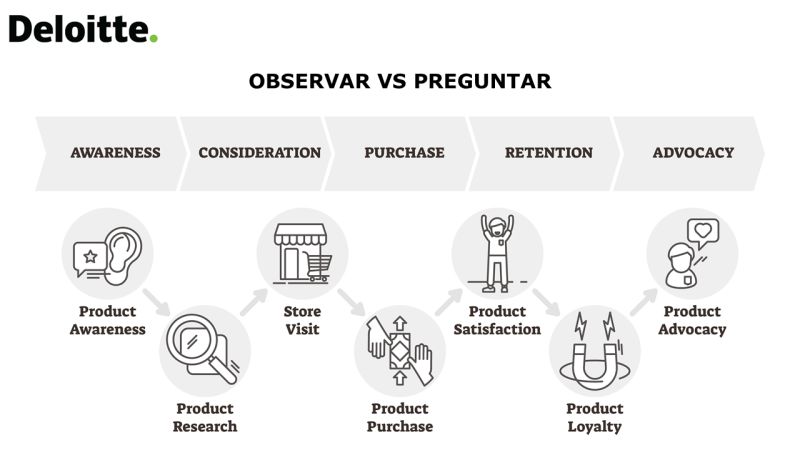 Deloitte.
OBSERVAR VS PREGUNTAR
AWARENESS
CONSIDERATION
PURCHASE
RETENTION
ADVOCACY
Product
Awareness
Store
Visit
Product
Satisfaction
Product
Advocacy
Product
Research
Product
Purchase
Product
Loyalty